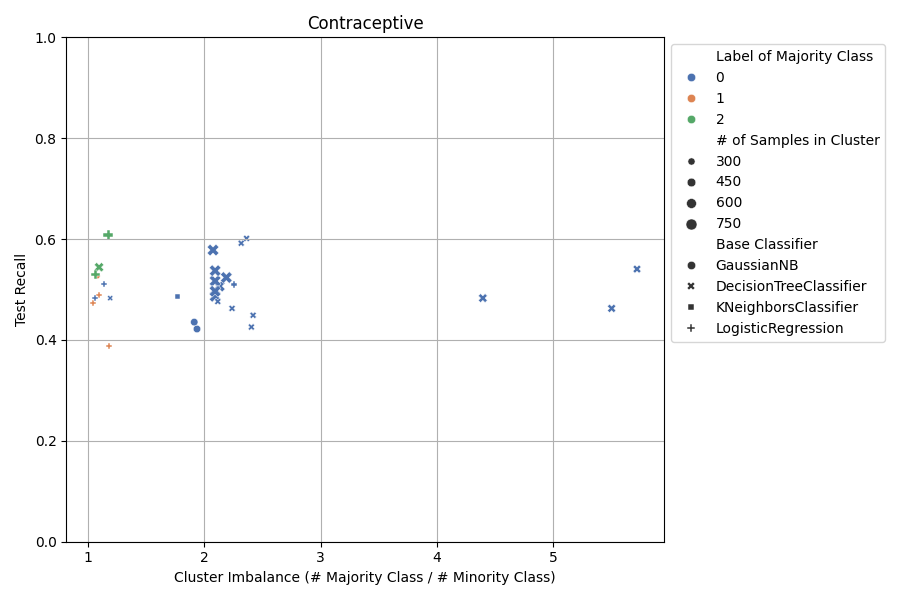 Contraceptive
Test Recall
1.0
0.8
0.6
0.4
0.2
0.0
1
2
3
4
5
Cluster Imbalance (# Majority Class / # Minority Class)
Label of Majority Class
0
1
2
# of Samples in Cluster
300
450
600
750
Base Classifier
GaussianNB
DecisionTreeClassifier
KNeighborsClassifier
LogisticRegression